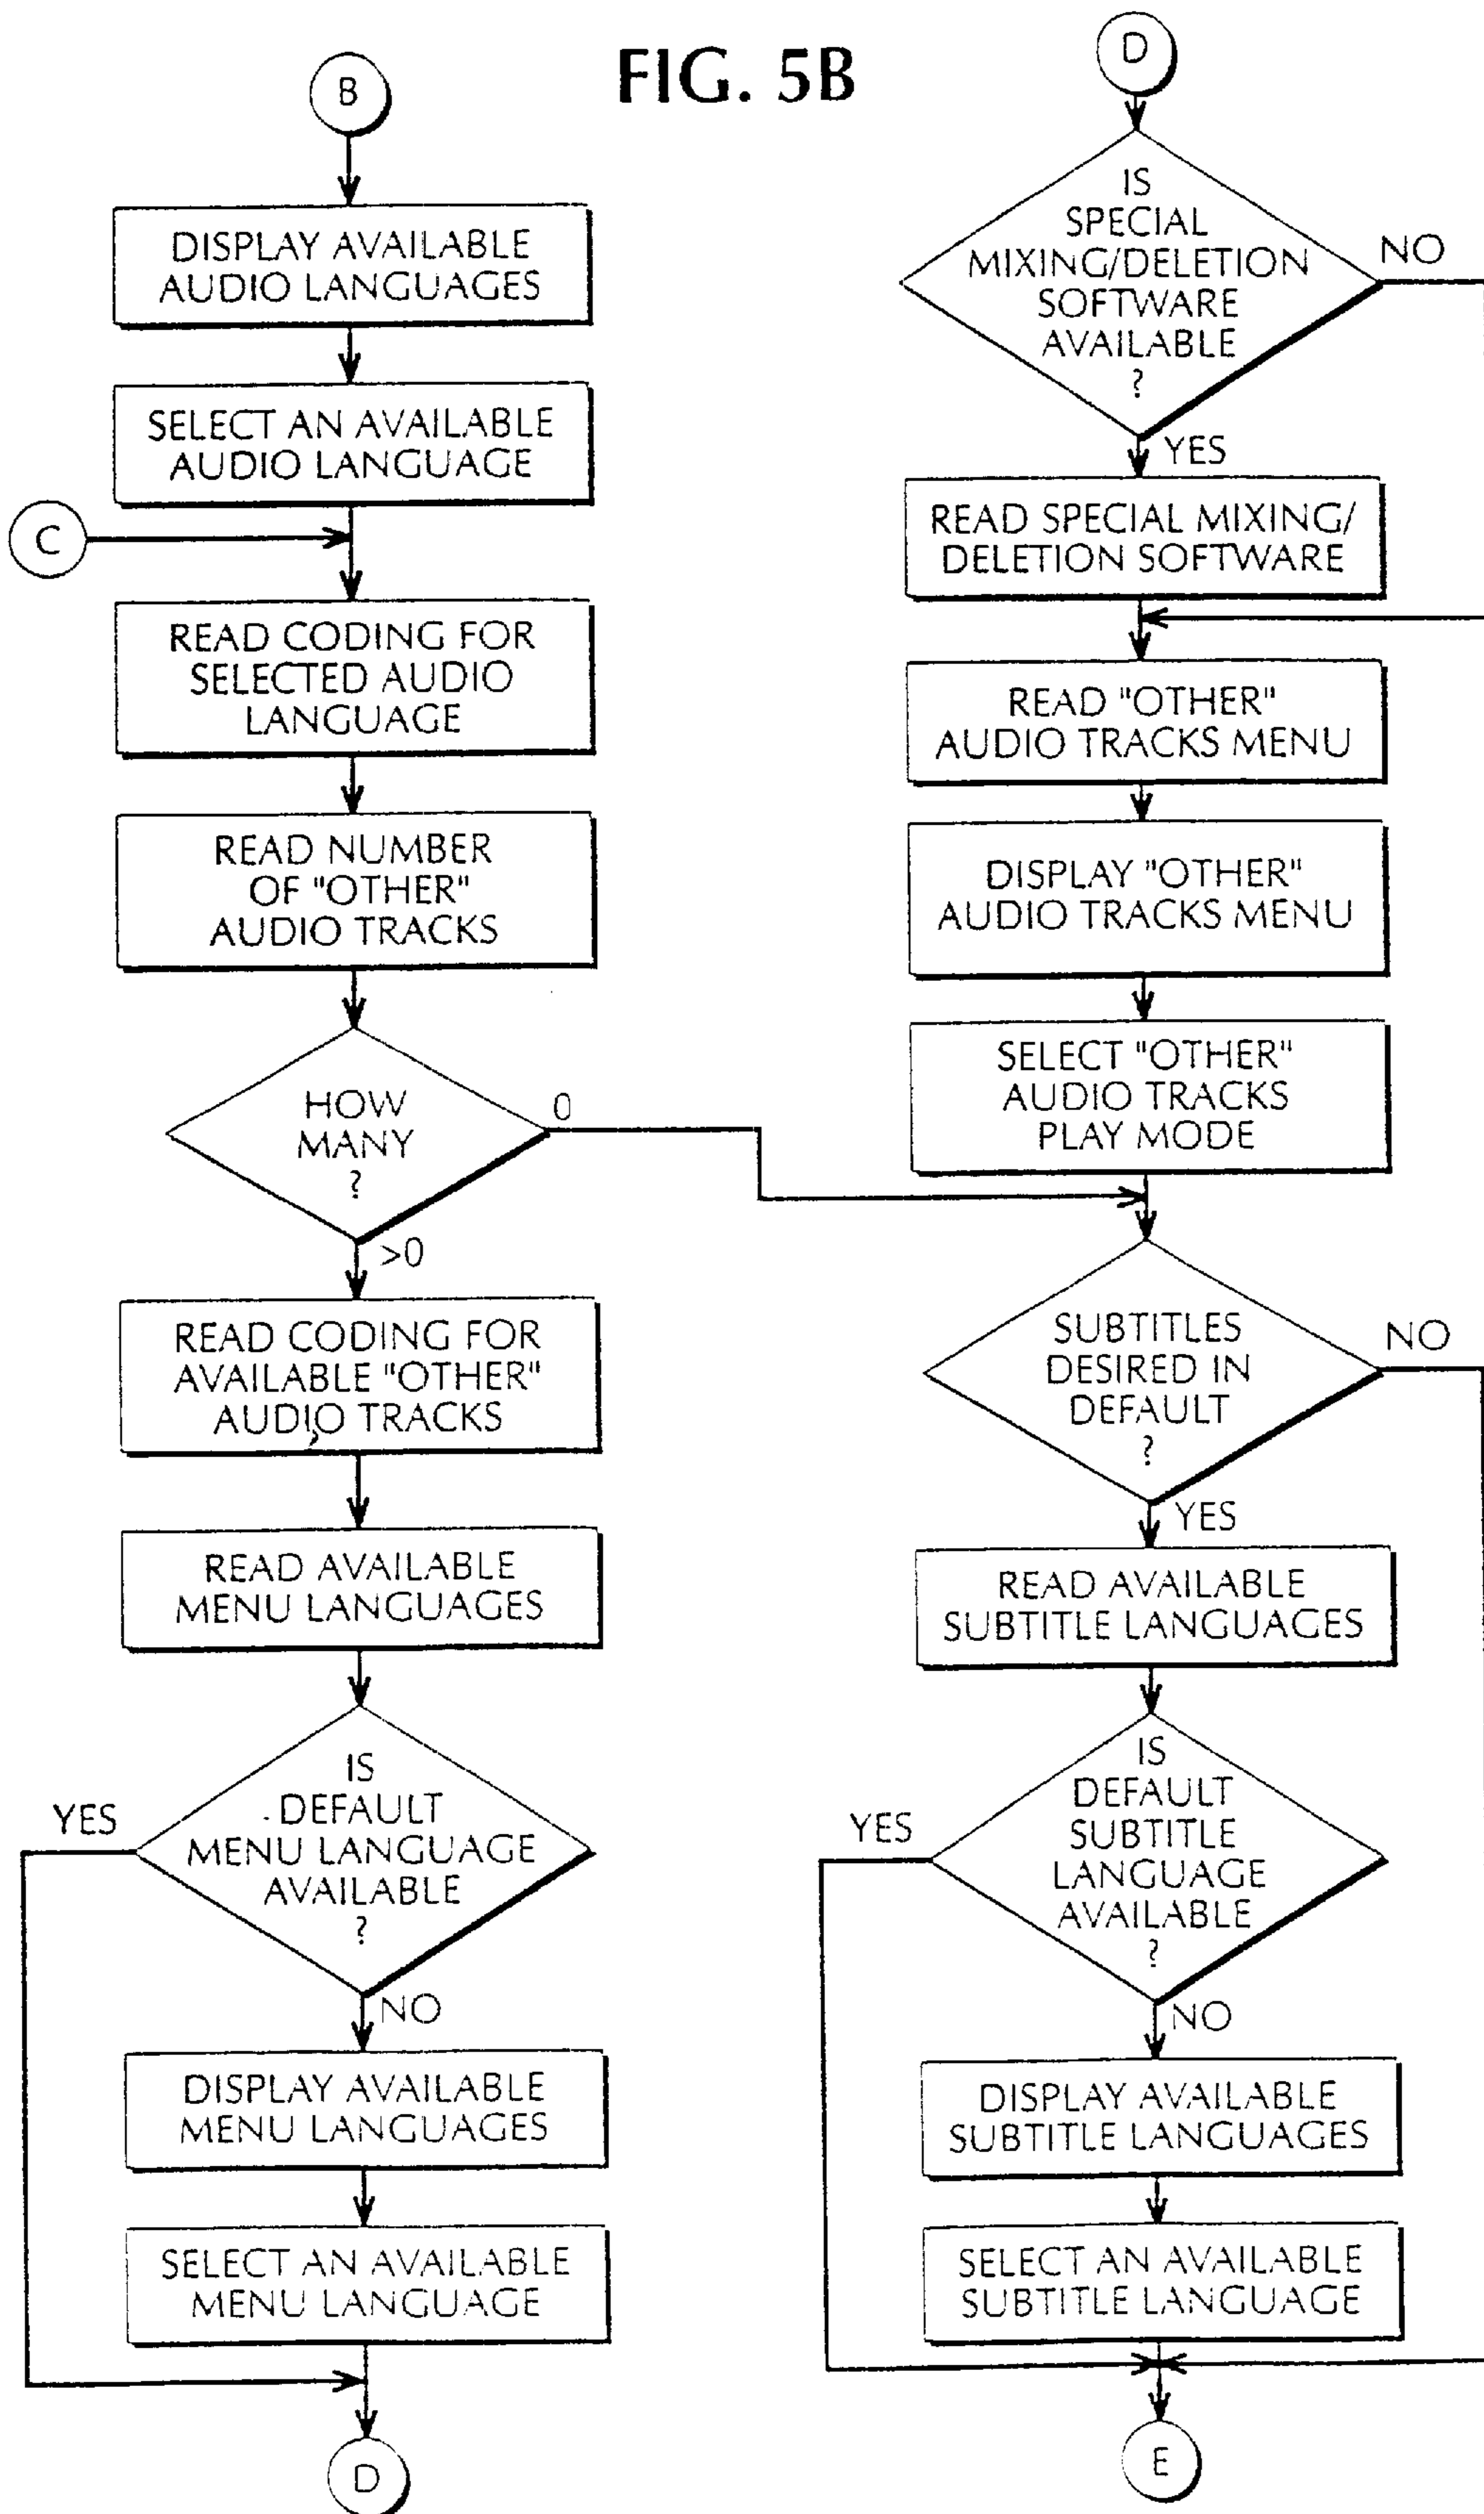 FIG. 5B
B
DISPLAY AVAILABLE
AUDIO LANGUAGES
SELECT AN AVAILABLE
AUDIO LANGUAGE
C
READ CODING FOR
SELECTED AUDIO
LANGUAGE
READ NUMBER
OF "OTHER"
AUDIO TRACKS
HOW
MANY
?
0
>0
READ CODING FOR
AVAILABLE "OTHER"
AUDIO TRACKS
READ AVAILABLE
MENU LANGUAGES
IS
DEFAULT
MENU LANGUAGE
AVAILABLE
?
YES
NO
DISPLAY AVAILABLE
MENU LANGUAGES
SELECT AN AVAILABLE
MENU LANGUAGE
D
D
IS
SPECIAL
MIXING/DELETION
SOFTWARE
AVAILABLE
?
NO
YES
READ SPECIAL MIXING/
DELETION SOFTWARE
READ "OTHER"
AUDIO TRACKS MENU
DISPLAY "OTHER"
AUDIO TRACKS MENU
SELECT "OTHER"
AUDIO TRACKS
PLAY MODE
SUBTITLES
DESIRED IN
DEFAULT
?
NO
YES
READ AVAILABLE
SUBTITLE LANGUAGES
IS
DEFAULT
SUBTITLE
LANGUAGE
AVAILABLE
?
YES
NO
DISPLAY AVAILABLE
SUBTITLE LANGUAGES
SELECT AN AVAILABLE
SUBTITLE LANGUAGE
E